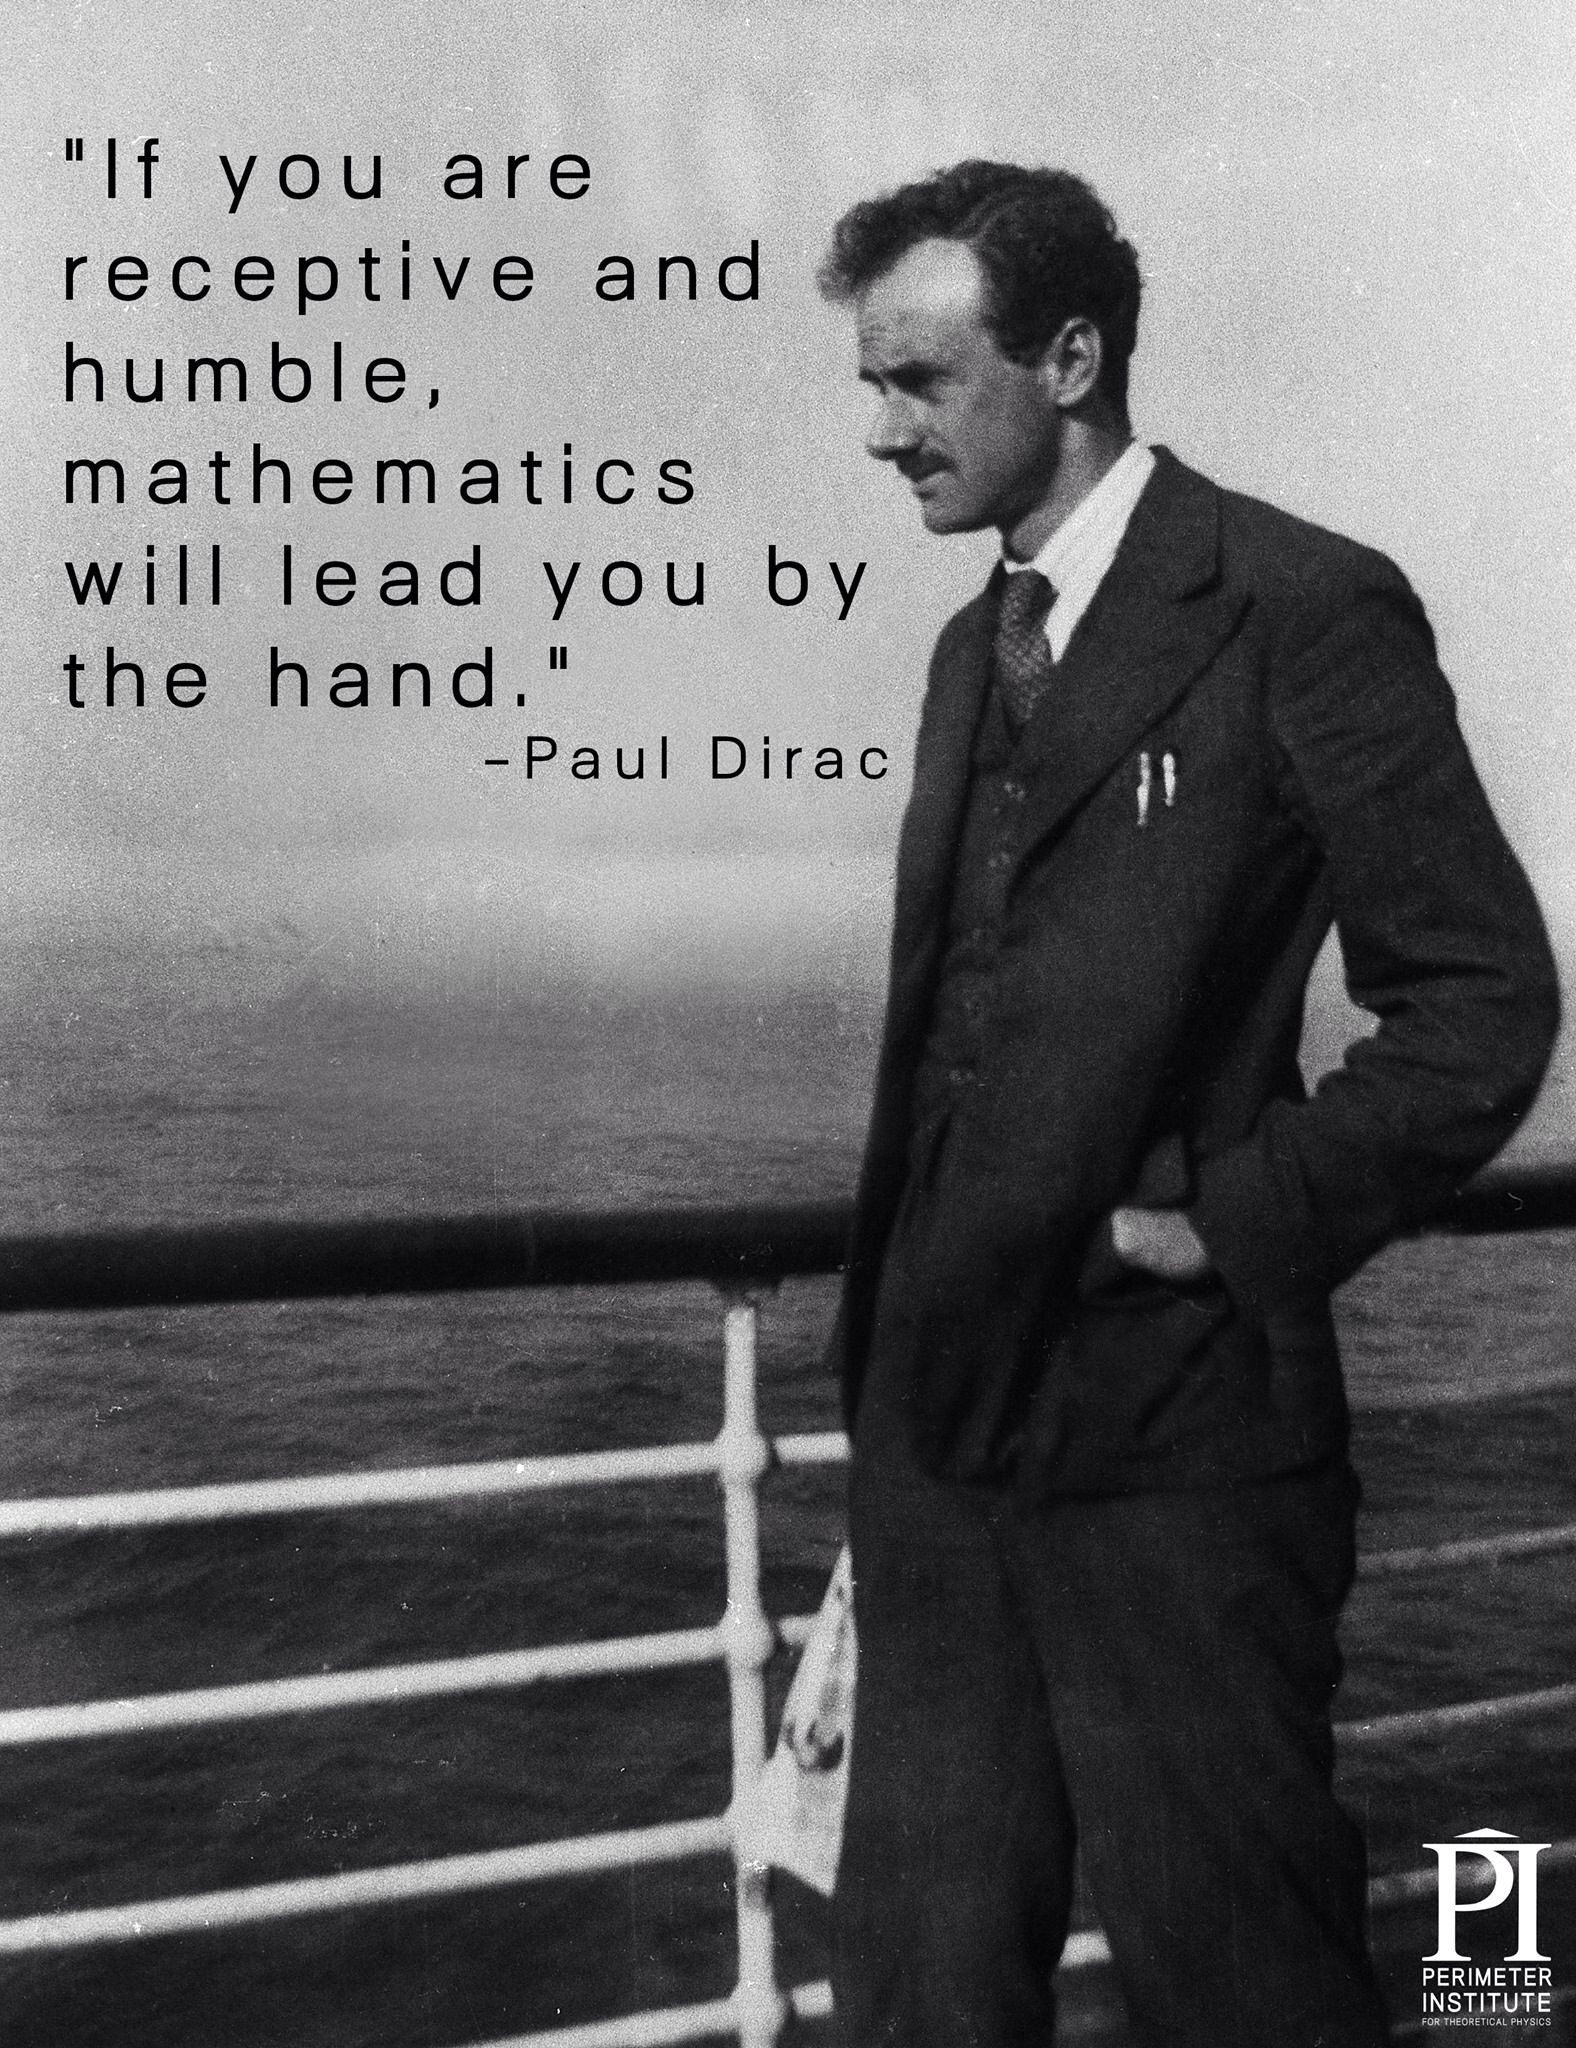 "If you are
receptive and
humble,
mathematics
will lead you by
the hand."
-Paul Dirac
PI
PERIMETER
INSTITUTE
FOR THEORETICAL PHYSICS